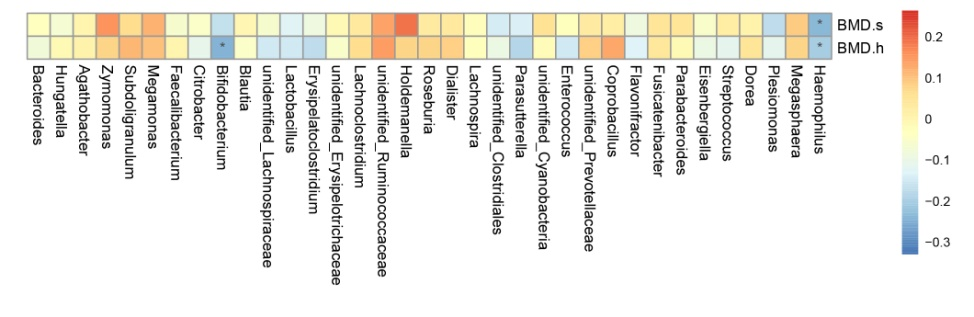 * BMD.s
* * BMD.h
Bacteroides
Hungatella
Agathobacter
Zymomonas
Subdoligranulum
Megamonas
Faecalibacterium
Citrobacter
Bifidobacterium
Blautia
unidentified_Lachnospiraceae
Lactobacillus
Erysipelatoclostridium
unidentified_Erysipelotrichaceae
Lachnoclostridium
unidentified_Ruminococcaceae
Holdemanella
Roseburia
Dialister
Lachnospira
unidentified_Clostridiales
Parasutterella
unidentified_Cyanobacteria
Enterococcus
unidentified_Prevotellaceae
Coprobacillus
Flavonifractor
Fusicatenibacter
Parabacteroides
Eisenbergiella
Streptococcus
Dorea
Plesiomonas
Megasphaera
Haemophilus
0.2
0.1
0
−0.1
−0.2
−0.3